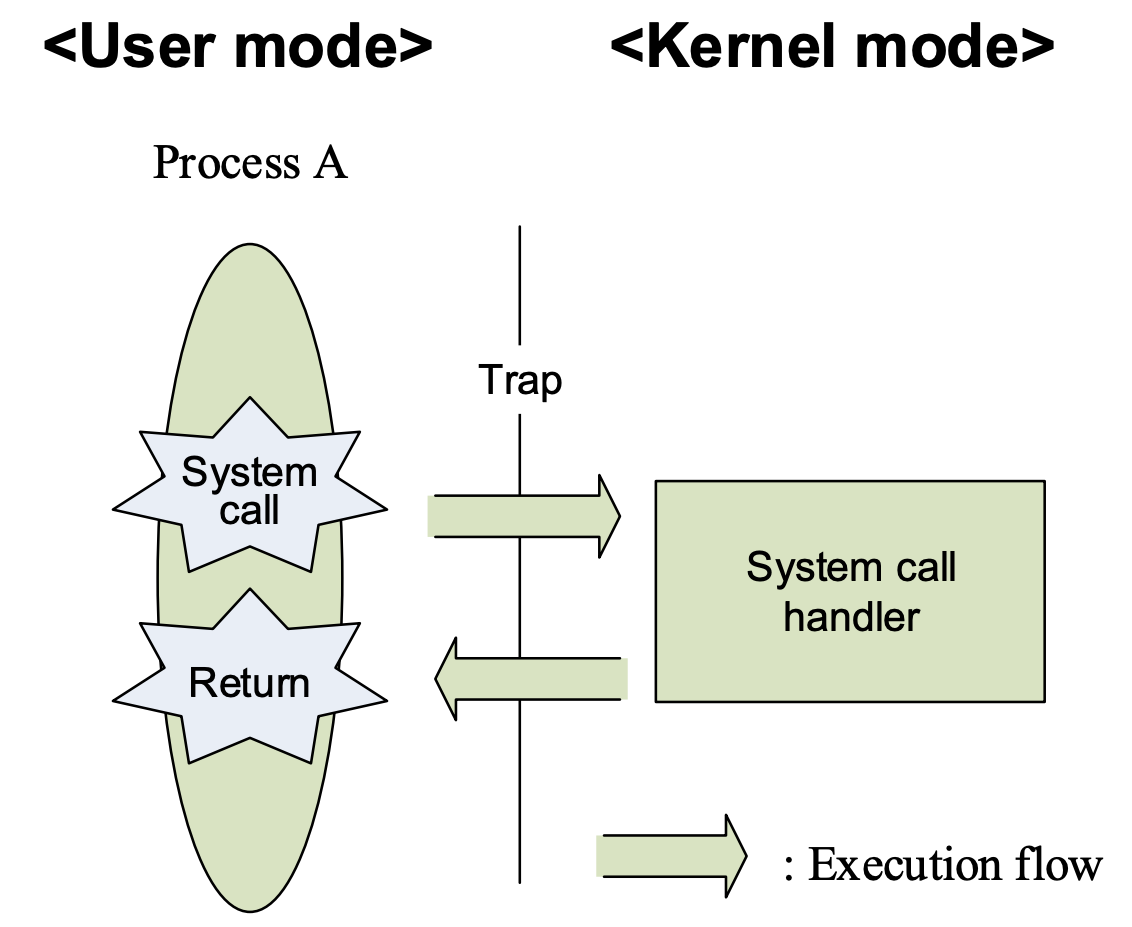 <User mode>
<Kernel mode>
Process A
Trap
System
call
System call
handler
Return
: Execution flow